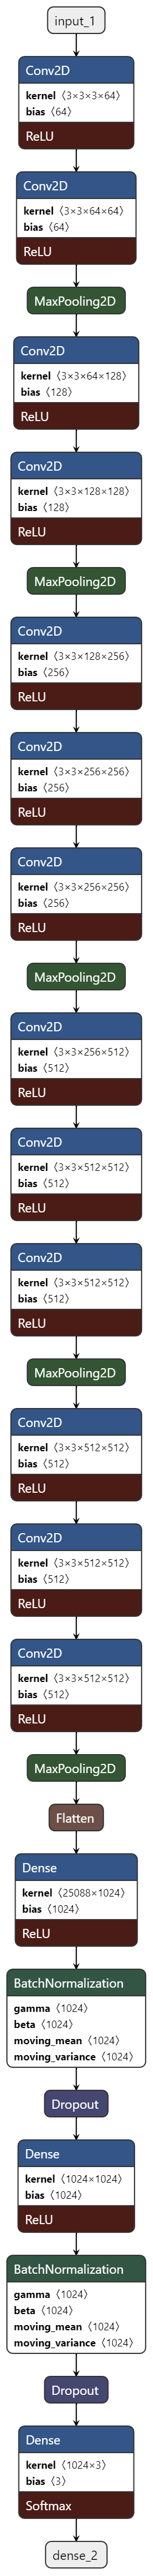 input_1
Conv2D
kernel ⟨3×3×3×64⟩
bias ⟨64⟩
ReLU
Conv2D
kernel ⟨3×3×64×64⟩
bias ⟨64⟩
ReLU
MaxPooling2D
Conv2D
kernel ⟨3×3×64×128⟩
bias ⟨128⟩
ReLU
Conv2D
kernel ⟨3×3×128×128⟩
bias ⟨128⟩
ReLU
MaxPooling2D
Conv2D
kernel ⟨3×3×128×256⟩
bias ⟨256⟩
ReLU
Conv2D
kernel ⟨3×3×256×256⟩
bias ⟨256⟩
ReLU
Conv2D
kernel ⟨3×3×256×256⟩
bias ⟨256⟩
ReLU
MaxPooling2D
Conv2D
kernel ⟨3×3×256×512⟩
bias ⟨512⟩
ReLU
Conv2D
kernel ⟨3×3×512×512⟩
bias ⟨512⟩
ReLU
Conv2D
kernel ⟨3×3×512×512⟩
bias ⟨512⟩
ReLU
MaxPooling2D
Conv2D
kernel ⟨3×3×512×512⟩
bias ⟨512⟩
ReLU
Conv2D
kernel ⟨3×3×512×512⟩
bias ⟨512⟩
ReLU
Conv2D
kernel ⟨3×3×512×512⟩
bias ⟨512⟩
ReLU
MaxPooling2D
Flatten
Dense
kernel ⟨25088×1024⟩
bias ⟨1024⟩
ReLU
BatchNormalization
gamma ⟨1024⟩
beta ⟨1024⟩
moving_mean ⟨1024⟩
moving_variance ⟨1024⟩
Dropout
Dense
kernel ⟨1024×1024⟩
bias ⟨1024⟩
ReLU
BatchNormalization
gamma ⟨1024⟩
beta ⟨1024⟩
moving_mean ⟨1024⟩
moving_variance ⟨1024⟩
Dropout
Dense
kernel ⟨1024×3⟩
bias ⟨3⟩
Softmax
dense_2